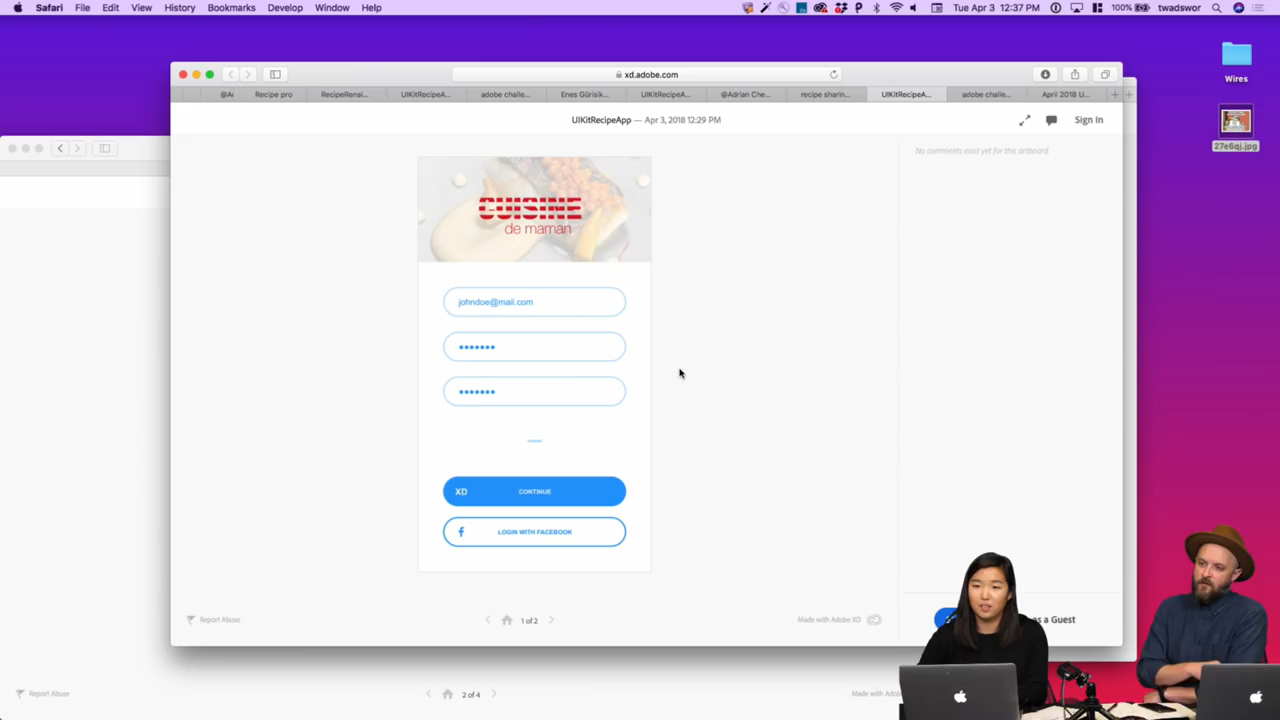 Safari File Edit View History Bookmarks Develop Window Help
100% Tue Apr 3 12:37 PM twadswor
Wires
27e6qj.jpg
xd.adobe.com
Recipe pro RecipeRenai... UIKitRecipeA... adobe challe... Enes Gürisik... UIKitRecipeA... @Adrian Che... recipe sharin... UIKitRecipeA... adobe challe... April 2018 U...
UIKitRecipeApp — Apr 3, 2018 12:29 PM
Sign In
No comments exist yet for this artboard.
CUISINE
de maman
johndoe@mail.com
XD CONTINUE
f LOGIN WITH FACEBOOK
Report Abuse
1 of 2
Made with Adobe XD
as a Guest
Report Abuse
2 of 4
Made with Adob